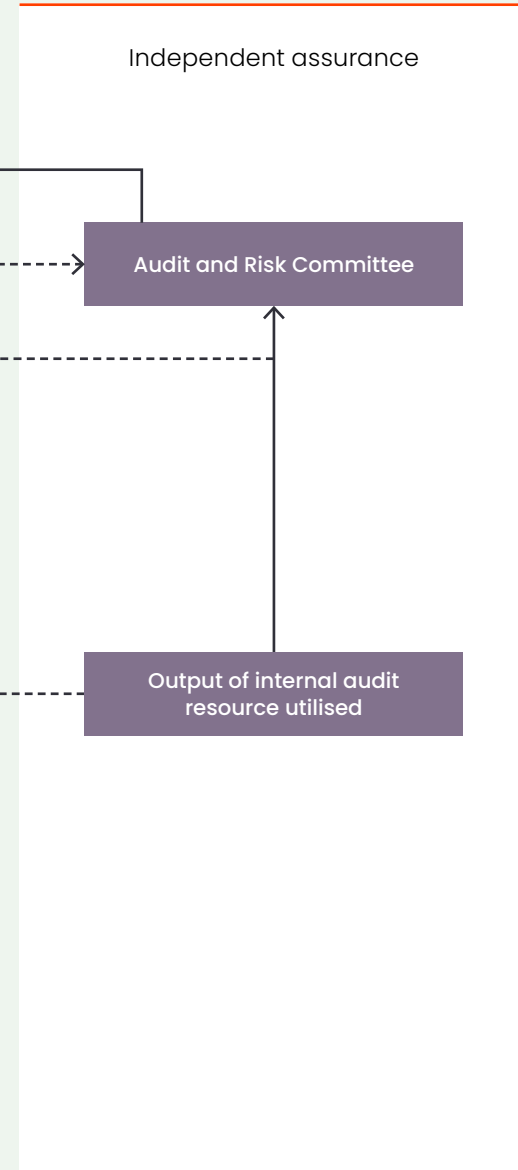 Independent assurance
Audit and Risk Committee
Output of internal audit
resource utilised